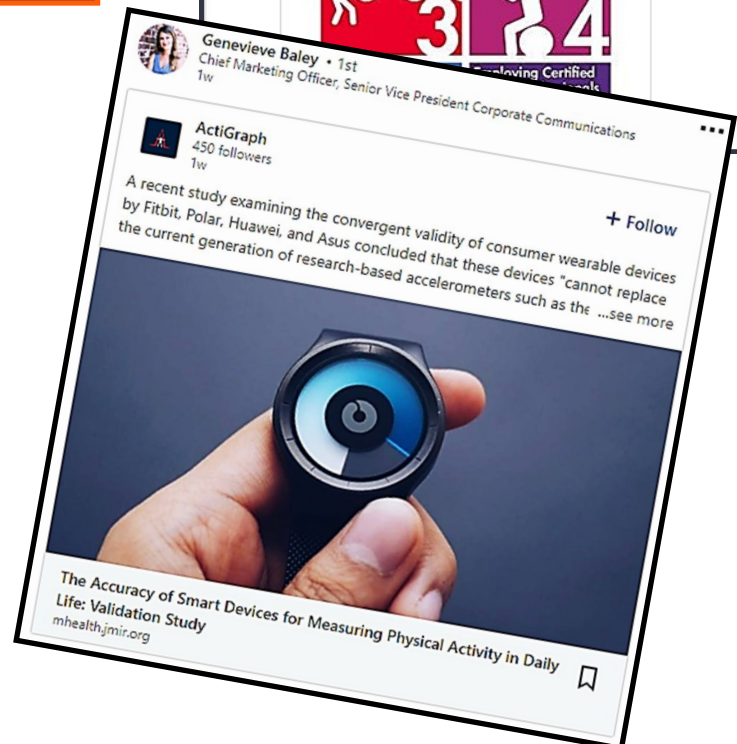 3
4
Employing Certified
Genevieve Baley • 1st
Chief Marketing Officer, Senior Vice President Corporate Communications
1w
ActiGraph
450 followers
1w
+ Follow
A recent study examining the convergent validity of consumer wearable devices
by Fitbit, Polar, Huawei, and Asus concluded that these devices "cannot replace
the current generation of research-based accelerometers such as the ...see more
The Accuracy of Smart Devices for Measuring Physical Activity in Daily
Life: Validation Study
mhealth.jmir.org